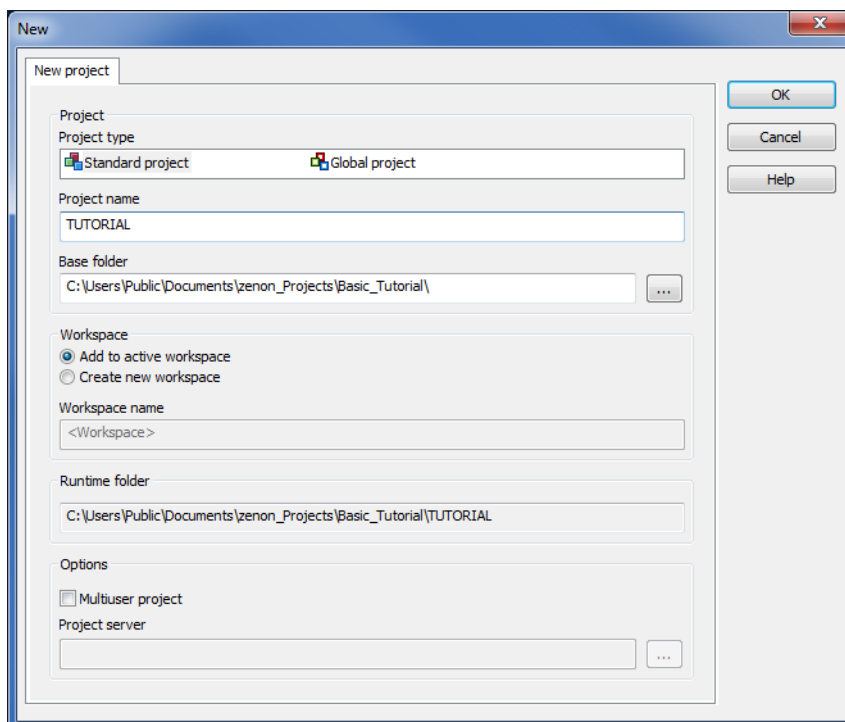 New
New project
OK
Cancel
Help
Project
Project type
Standard project
Global project
Project name
TUTORIAL
Base folder
C:\Users\Public\Documents\zenon_Projects\Basic_Tutorial\
...
Workspace
Add to active workspace
Create new workspace
Workspace name
<Workspace>
Runtime folder
C:\Users\Public\Documents\zenon_Projects\Basic_Tutorial\TUTORIAL
Options
Multiuser project
Project server
...